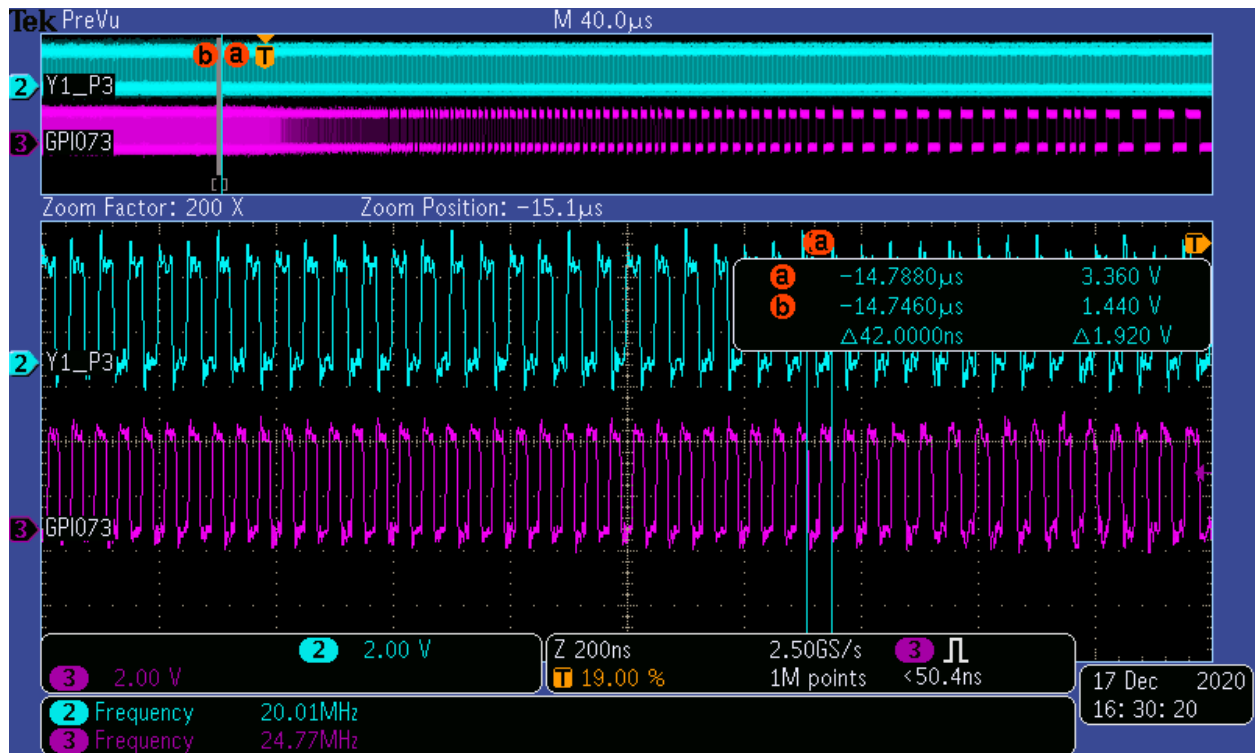 Tek PreVu M 40.0µs
b a T
2 Y1_P3
3 GPIO73
Zoom Factor: 200 X Zoom Position: -15.1µs
a T
a -14.7880µs 3.360 V
b -14.7460µs 1.440 V
Δ42.0000ns Δ1.920 V
2 Y1_P3
3 GPIO73
2 2.00 V Z 200ns 2.50GS/s 3
3 2.00 V T 19.00 % 1M points <50.4ns
17 Dec 2020
16:30:20
2 Frequency 20.01MHz
3 Frequency 24.77MHz